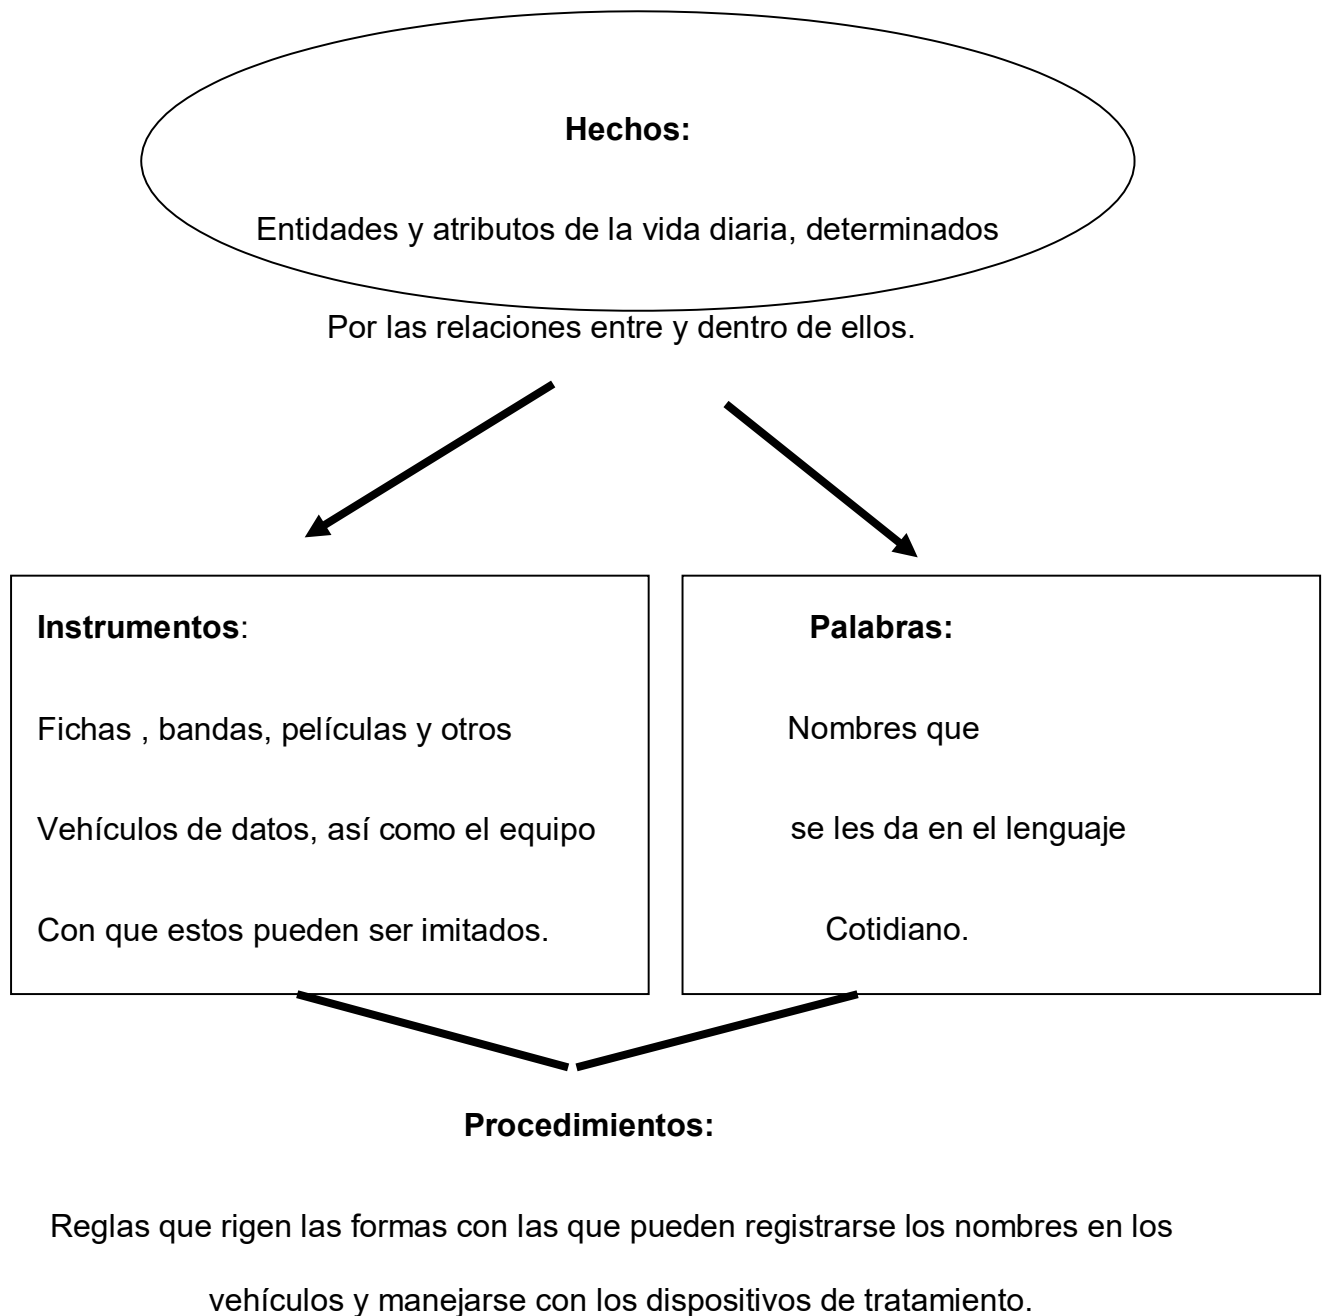 Hechos:
Entidades y atributos de la vida diaria, determinados
Por las relaciones entre y dentro de ellos.
Instrumentos:
Fichas , bandas, películas y otros
Vehículos de datos, así como el equipo
Con que estos pueden ser imitados.
Palabras:
Nombres que
se les da en el lenguaje
Cotidiano.
Procedimientos:
Reglas que rigen las formas con las que pueden registrarse los nombres en los
vehículos y manejarse con los dispositivos de tratamiento.